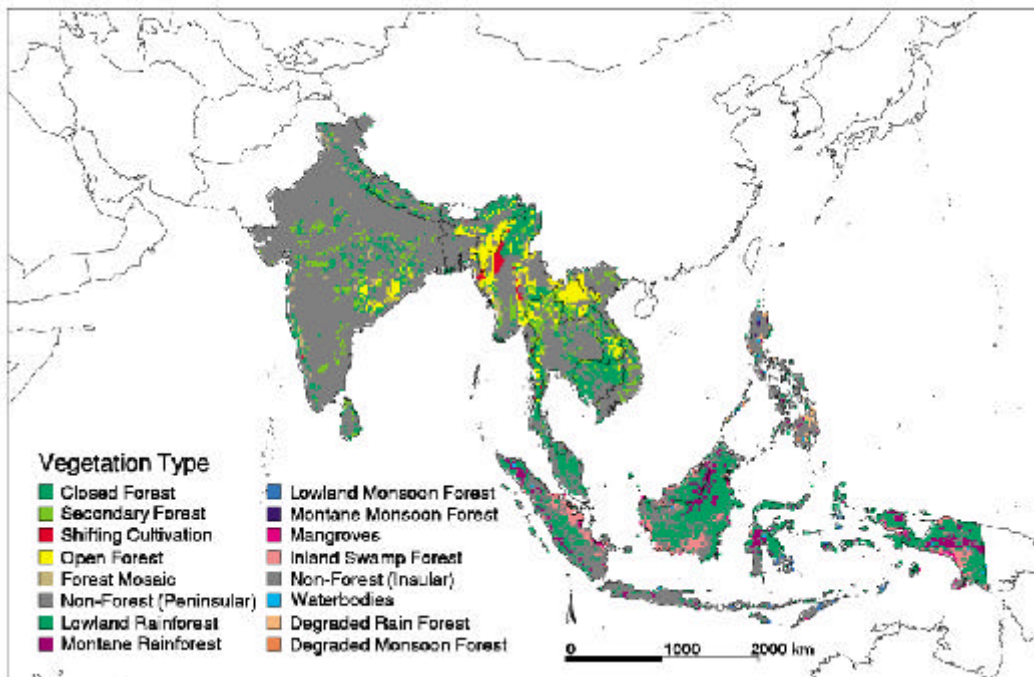 Vegetation Type
Closed Forest
Secondary Forest
Shifting Cultivation
Open Forest
Forest Mosaic
Non-Forest (Peninsular)
Lowland Rainforest
Montane Rainforest
Lowland Monsoon Forest
Montane Monsoon Forest
Mangroves
Inland Swamp Forest
Non-Forest (Insular)
Waterbodies
Degraded Rain Forest
Degraded Monsoon Forest
0 1000 2000 km